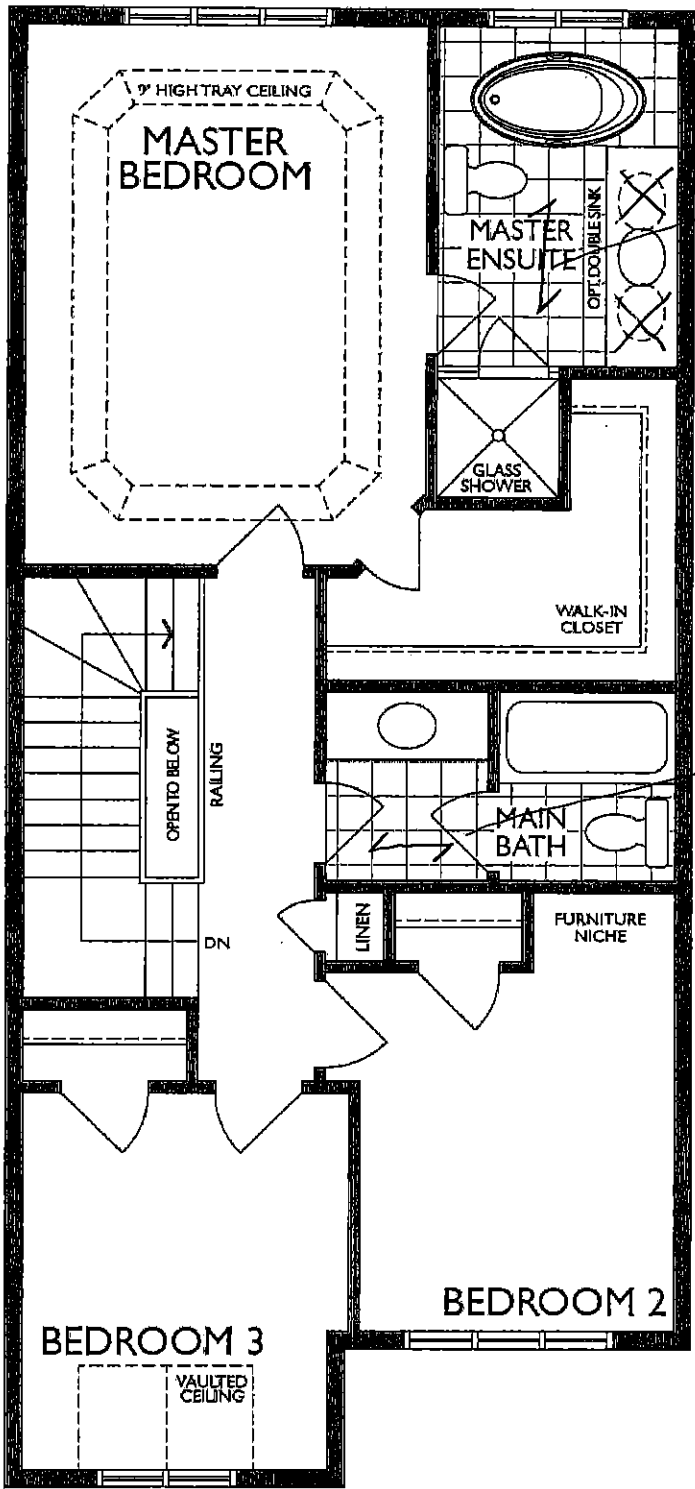 9' HIGH TRAY CEILING
MASTER
BEDROOM
MASTER
ENSUITE
OPT. DOUBLE SINK
GLASS
SHOWER
WALK-IN
CLOSET
OPEN TO BELOW
RAILING
MAIN
BATH
DN
LINEN
FURNITURE
NICHE
BEDROOM 2
BEDROOM 3
VAULTED
CEILING